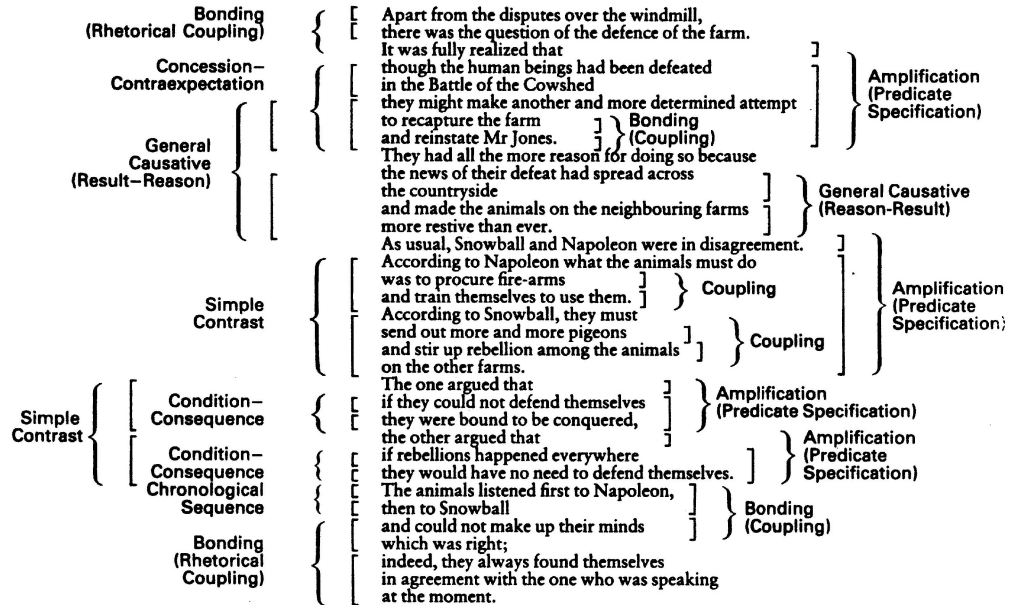 Bonding
(Rhetorical Coupling)
Apart from the disputes over the windmill,
there was the question of the defence of the farm.
It was fully realized that
Concession—
Contraexpectation
though the human beings had been defeated
in the Battle of the Cowshed
they might make another and more determined attempt
to recapture the farm
and reinstate Mr Jones.
Bonding
(Coupling)
Amplification
(Predicate
Specification)
General
Causative
(Result—Reason)
They had all the more reason for doing so because
the news of their defeat had spread across
the countryside
and made the animals on the neighbouring farms
more restive than ever.
General Causative
(Reason-Result)
As usual, Snowball and Napoleon were in disagreement.
Simple
Contrast
According to Napoleon what the animals must do
was to procure fire-arms
and train themselves to use them.
Coupling
According to Snowball, they must
send out more and more pigeons
and stir up rebellion among the animals
on the other farms.
Coupling
Amplification
(Predicate
Specification)
Simple
Contrast
Condition—
Consequence
The one argued that
if they could not defend themselves
they were bound to be conquered,
Amplification
(Predicate Specification)
the other argued that
Condition—
Consequence
if rebellions happened everywhere
they would have no need to defend themselves.
Amplification
(Predicate
Specification)
Chronological
Sequence
The animals listened first to Napoleon,
then to Snowball
and could not make up their minds
which was right;
Bonding
(Coupling)
Bonding
(Rhetorical
Coupling)
indeed, they always found themselves
in agreement with the one who was speaking
at the moment.